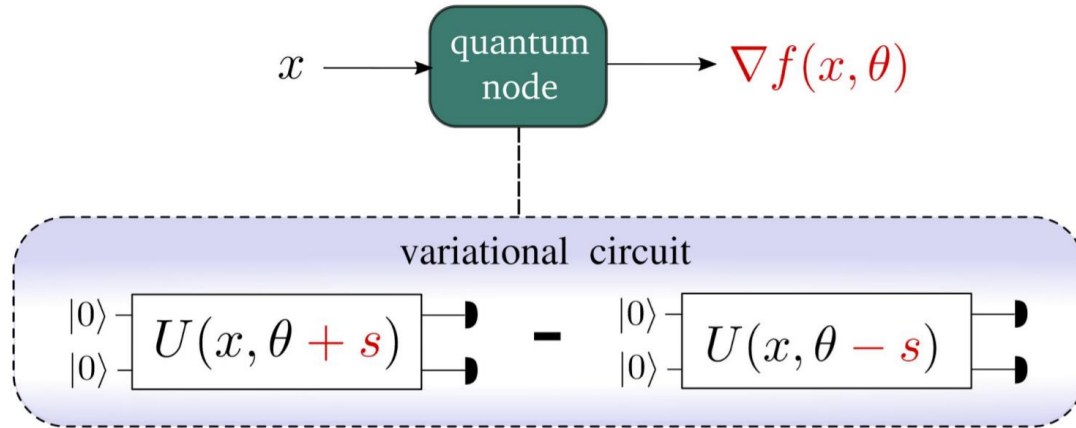 x
quantum
node
∇f(x, θ)
variational circuit
|0⟩ U(x, θ + s) - |0⟩ U(x, θ − s)
|0⟩ |0⟩